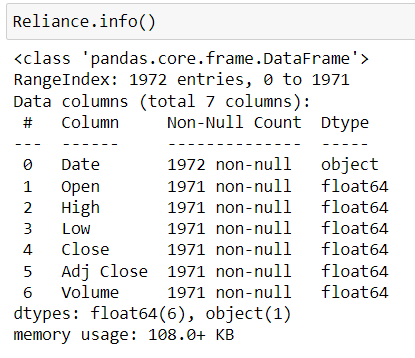 Reliance.info()
<class 'pandas.core.frame.DataFrame'>
RangeIndex: 1972 entries, 0 to 1971
Data columns (total 7 columns):
 #   Column     Non-Null Count  Dtype
---  ------     --------------  -----
 0   Date       1972 non-null   object
 1   Open       1971 non-null   float64
 2   High       1971 non-null   float64
 3   Low        1971 non-null   float64
 4   Close      1971 non-null   float64
 5   Adj Close  1971 non-null   float64
 6   Volume     1971 non-null   float64
dtypes: float64(6), object(1)
memory usage: 108.0+ KB